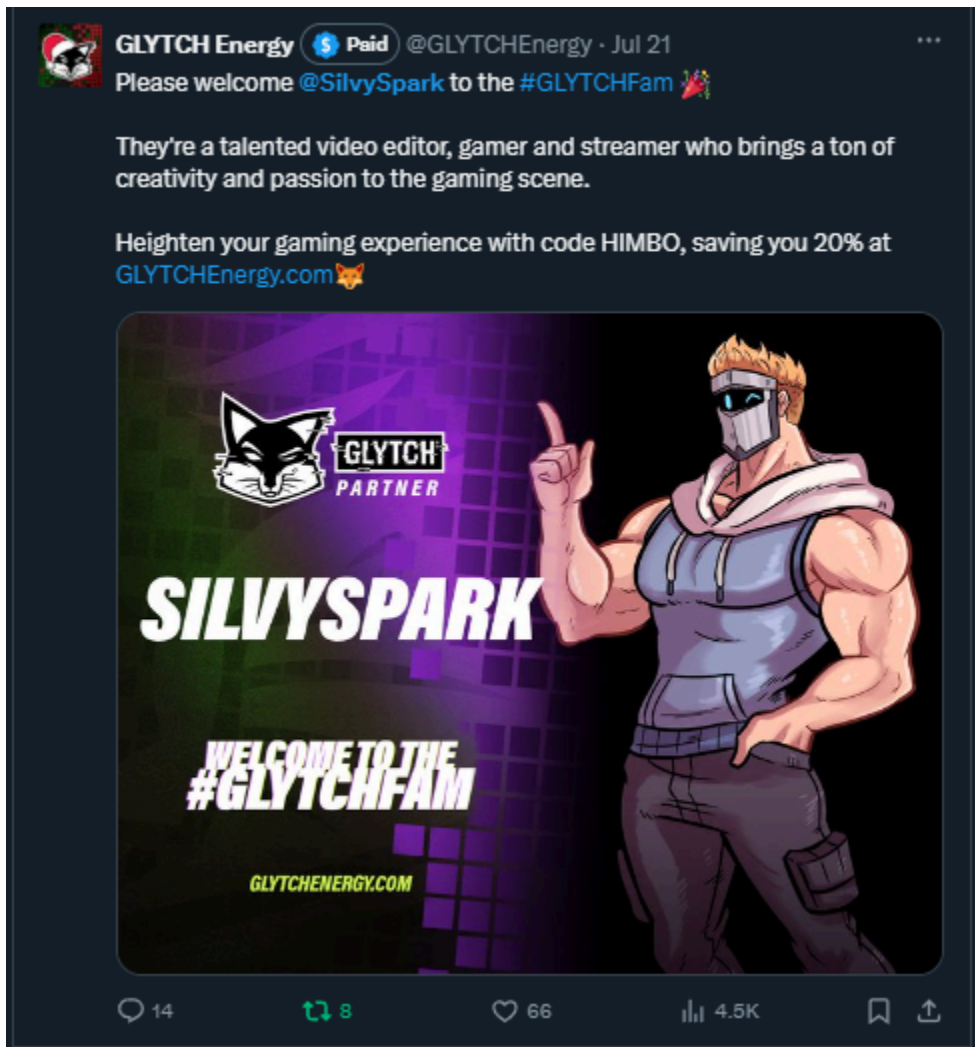 GLYTCH Energy Paid @GLYTCHEnergy · Jul 21
Please welcome @SilvySpark to the #GLYTCHFam 🎉
They're a talented video editor, gamer and streamer who brings a ton of
creativity and passion to the gaming scene.
Heighten your gaming experience with code HIMBO, saving you 20% at
GLYTCHEnergy.com🦊
GLYTCH
PARTNER
SILVYSPARK
WELCOME TO THE
#GLYTCHFAM
GLYTCHENERGY.COM
14 8 66 4.5K